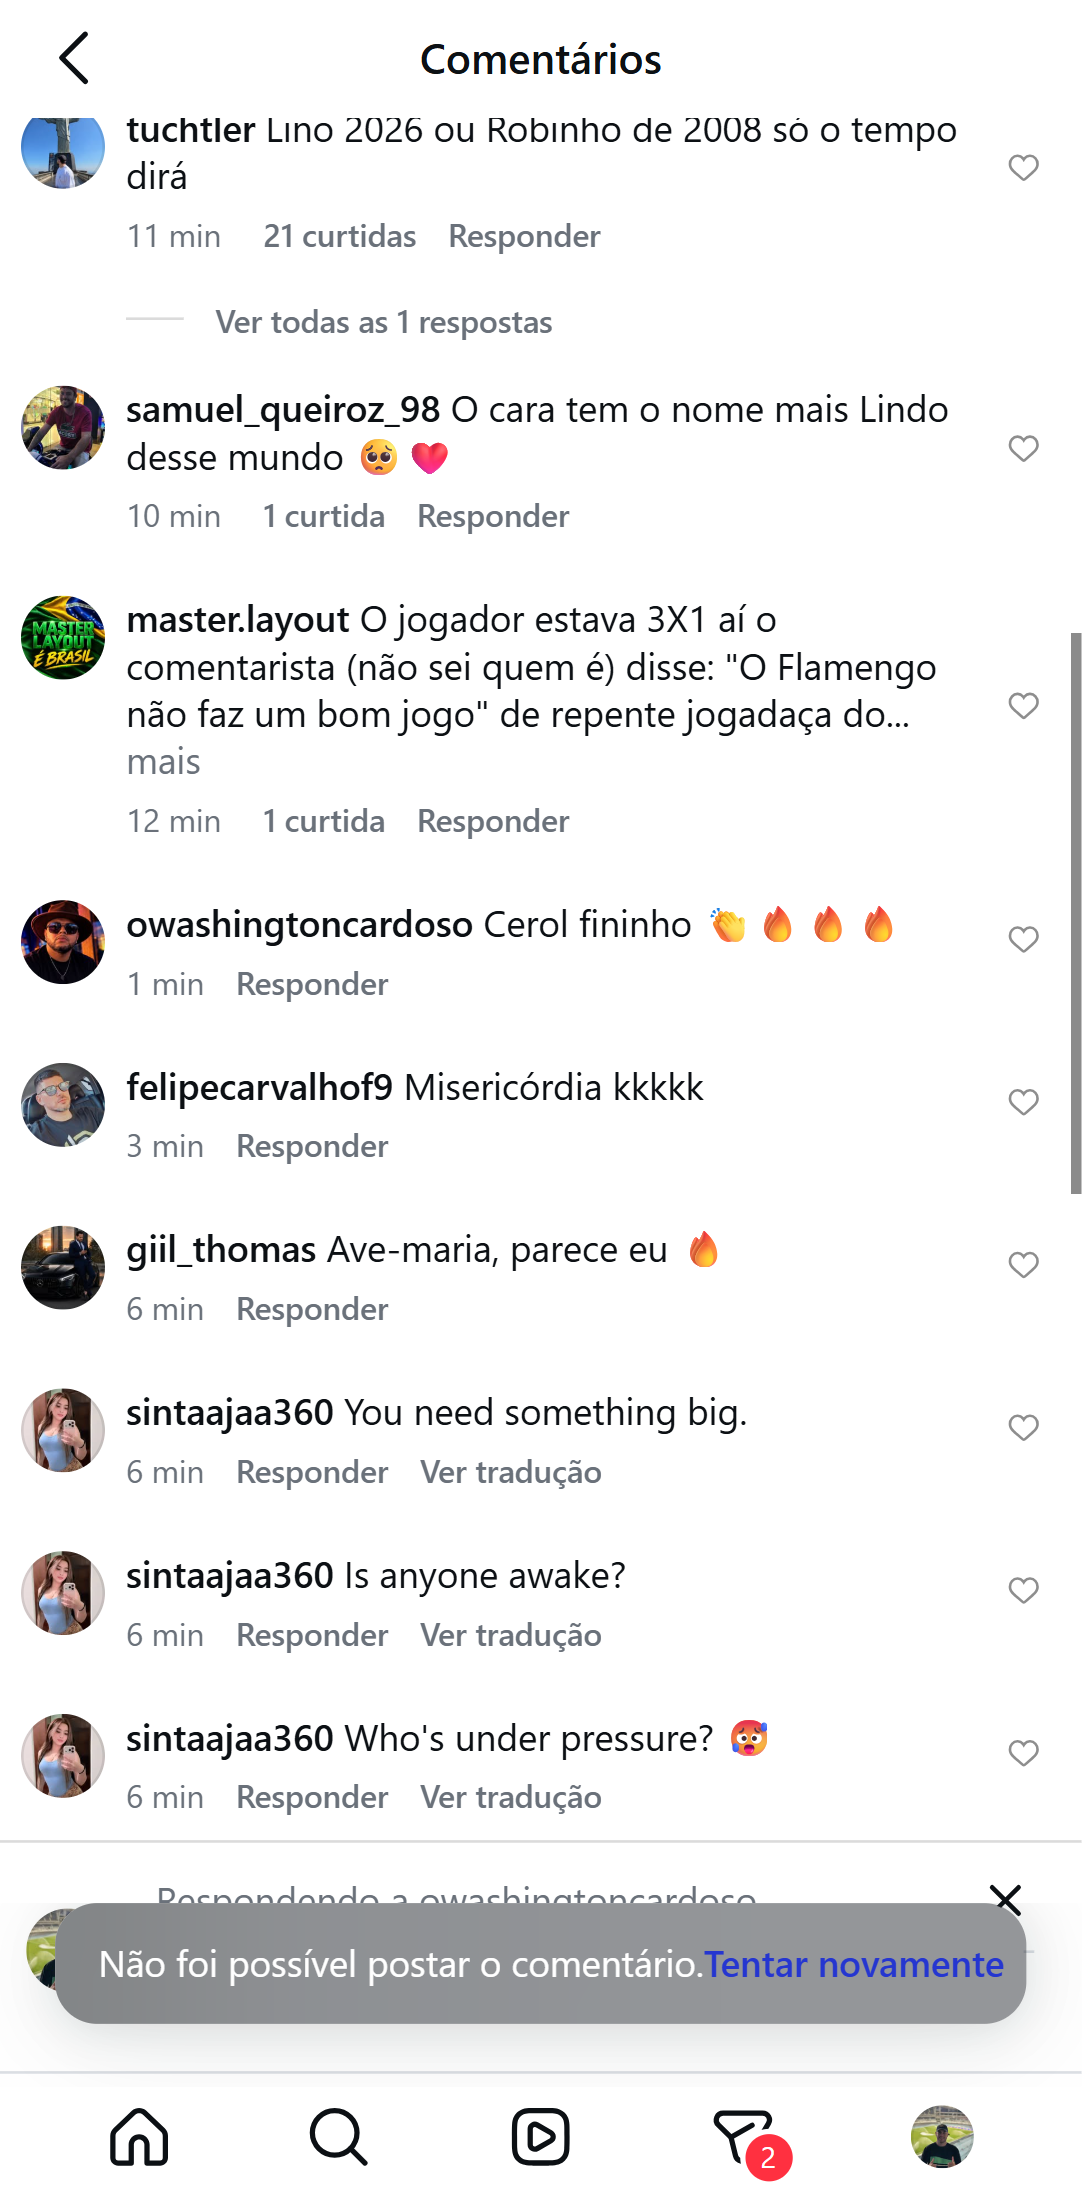 Comentários
tuchtler Lino 2026 ou Robinho de 2008 só o tempo
dirá
11 min 21 curtidas Responder
Ver todas as 1 respostas
samuel_queiroz_98 O cara tem o nome mais Lindo
desse mundo 🥺 ❤️
10 min 1 curtida Responder
MASTER
LAYOUT
É BRASIL
master.layout O jogador estava 3X1 aí o
comentarista (não sei quem é) disse: "O Flamengo
não faz um bom jogo" de repente jogadaça do...
mais
12 min 1 curtida Responder
owashingtoncardoso Cerol fininho 👏 🔥 🔥 🔥
1 min Responder
felipecarvalhof9 Misericórdia kkkkk
3 min Responder
giil_thomas Ave-maria, parece eu 🔥
6 min Responder
sintaajaa360 You need something big.
6 min Responder Ver tradução
sintaajaa360 Is anyone awake?
6 min Responder Ver tradução
sintaajaa360 Who's under pressure? 🥵
6 min Responder Ver tradução
Respondendo a owashingtoncardoso
Não foi possível postar o comentário.Tentar novamente
2